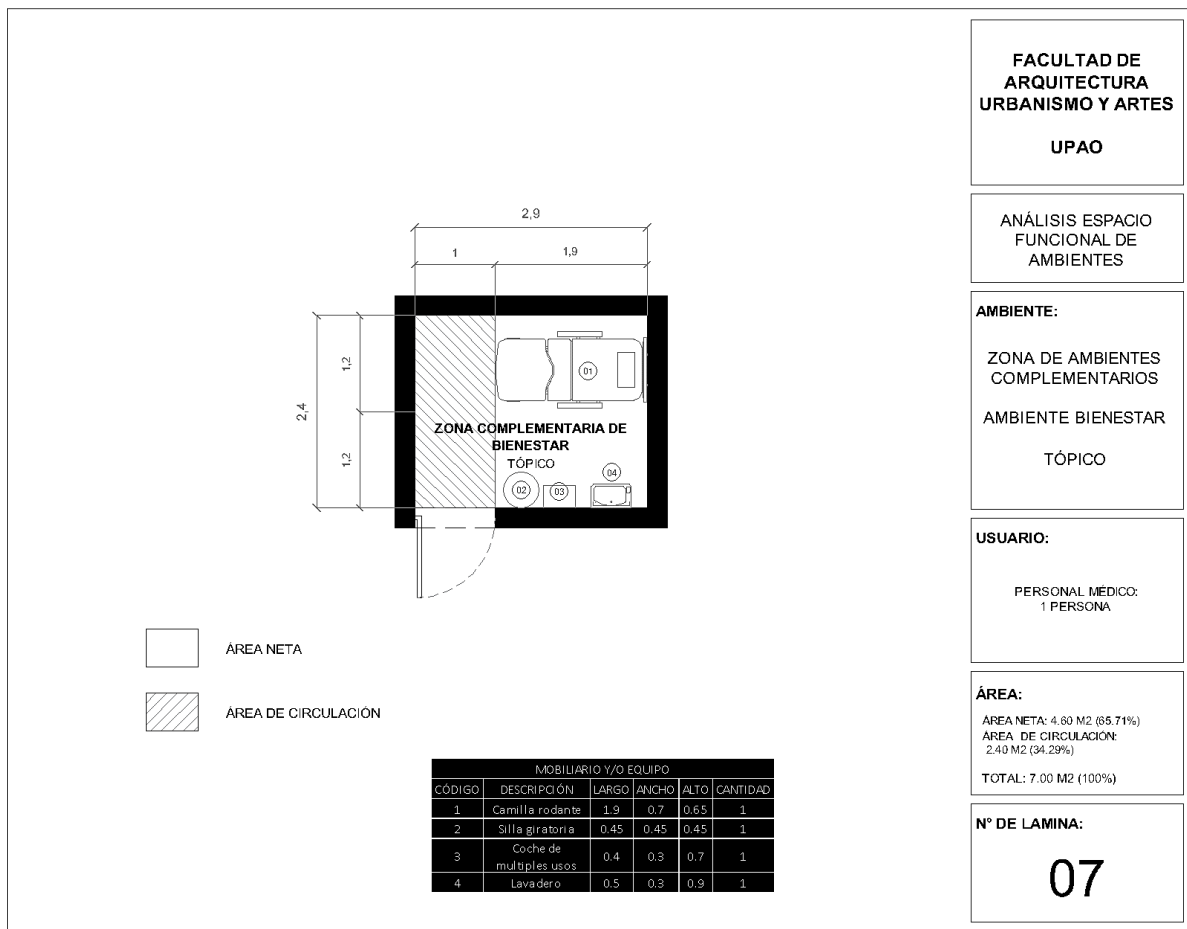 2,9
1
1,9
2,4
1,2
1,2
01
ZONA COMPLEMENTARIA DE
BIENESTAR
TÓPICO
04
02
03
ÁREA NETA
ÁREA DE CIRCULACIÓN
MOBILIARIO Y/O EQUIPO
CÓDIGO DESCRIPCIÓN LARGO ANCHO ALTO CANTIDAD
1 Camilla rodante 1.9 0.7 0.65 1
2 Silla giratoria 0.45 0.45 0.45 1
3 Coche de
multiples usos 0.4 0.3 0.7 1
4 Lavadero 0.5 0.3 0.9 1
FACULTAD DE
ARQUITECTURA
URBANISMO Y ARTES
UPAO
ANÁLISIS ESPACIO
FUNCIONAL DE
AMBIENTES
AMBIENTE:
ZONA DE AMBIENTES
COMPLEMENTARIOS
AMBIENTE BIENESTAR
TÓPICO
USUARIO:
PERSONAL MÉDICO:
1 PERSONA
ÁREA:
ÁREA NETA: 4.60 M2 (65.71%)
ÁREA DE CIRCULACIÓN:
2.40 M2 (34.29%)
TOTAL: 7.00 M2 (100%)
N° DE LAMINA:
07